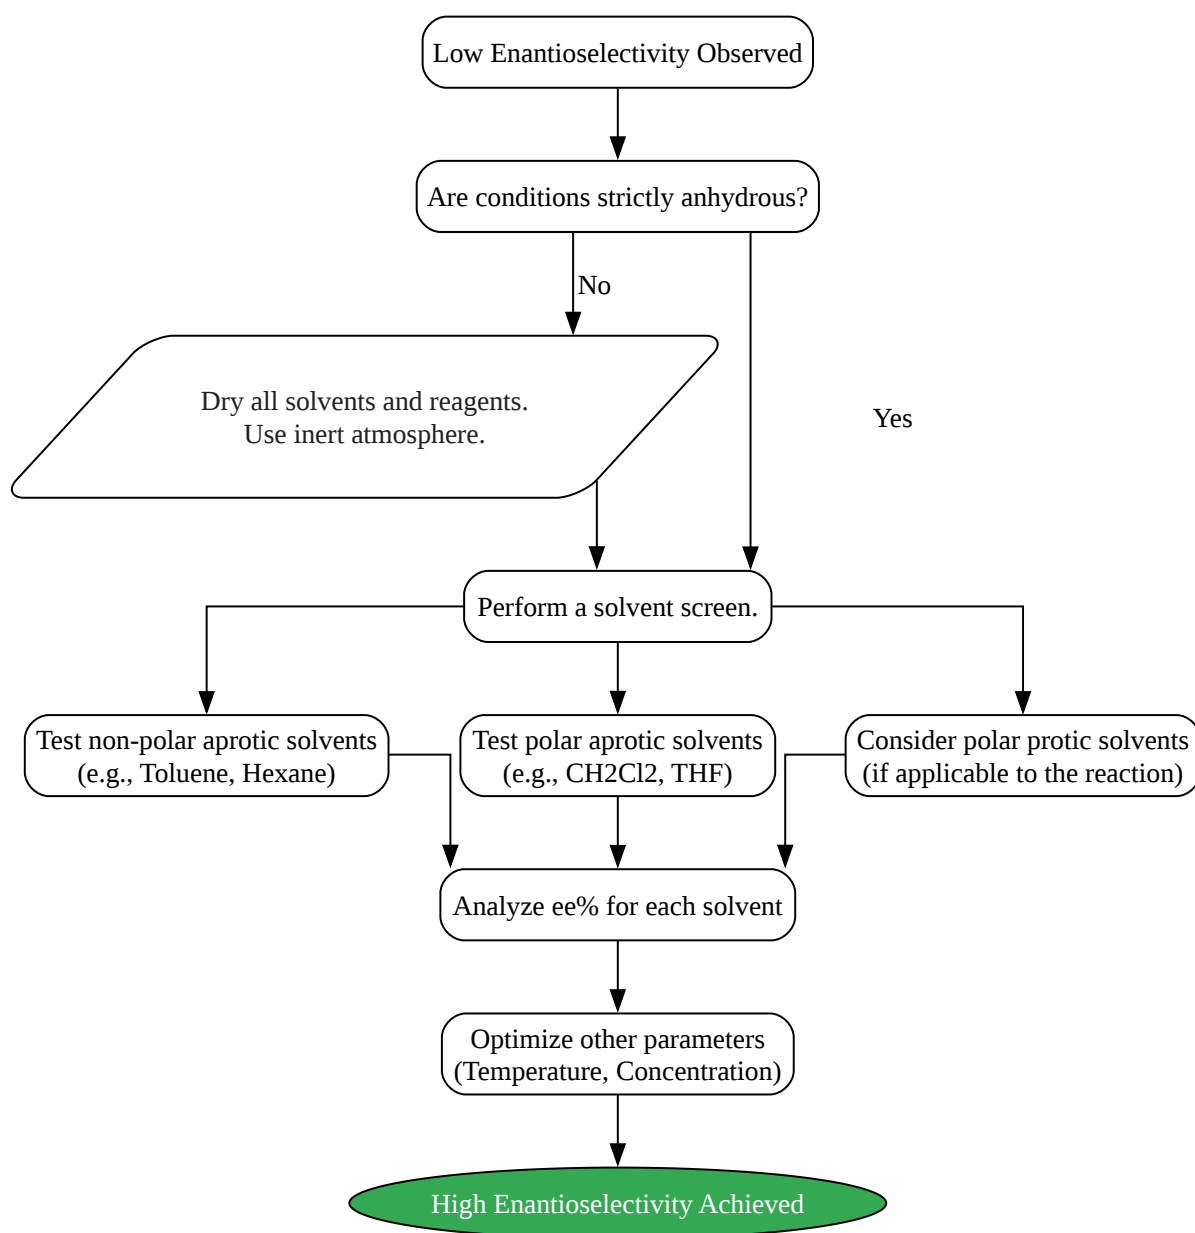 Low Enantioselectivity Observed
Are conditions strictly anhydrous?
No
Dry all solvents and reagents.
Use inert atmosphere.
Yes
Perform a solvent screen.
Test non-polar aprotic solvents
(e.g., Toluene, Hexane)
Test polar aprotic solvents
(e.g., CH2Cl2, THF)
Consider polar protic solvents
(if applicable to the reaction)
Analyze ee% for each solvent
Optimize other parameters
(Temperature, Concentration)
High Enantioselectivity Achieved